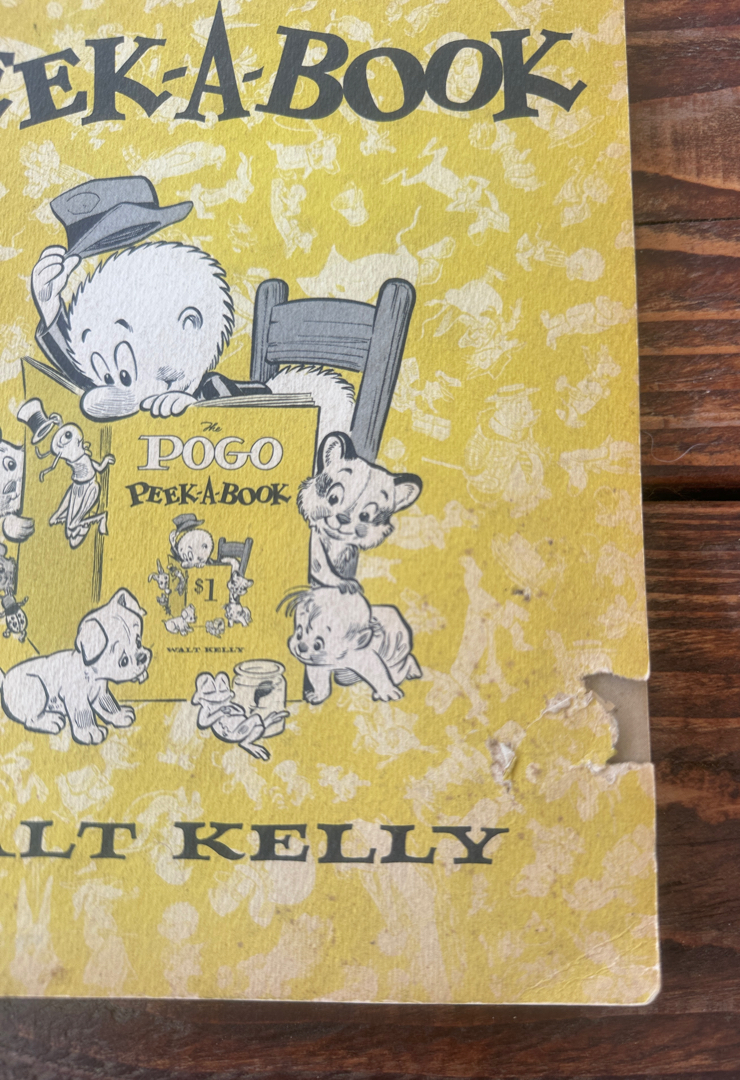 EEK-A-BOOK
The
POGO
PEEK-A-BOOK
$1
WALT KELLY
ALT KELLY